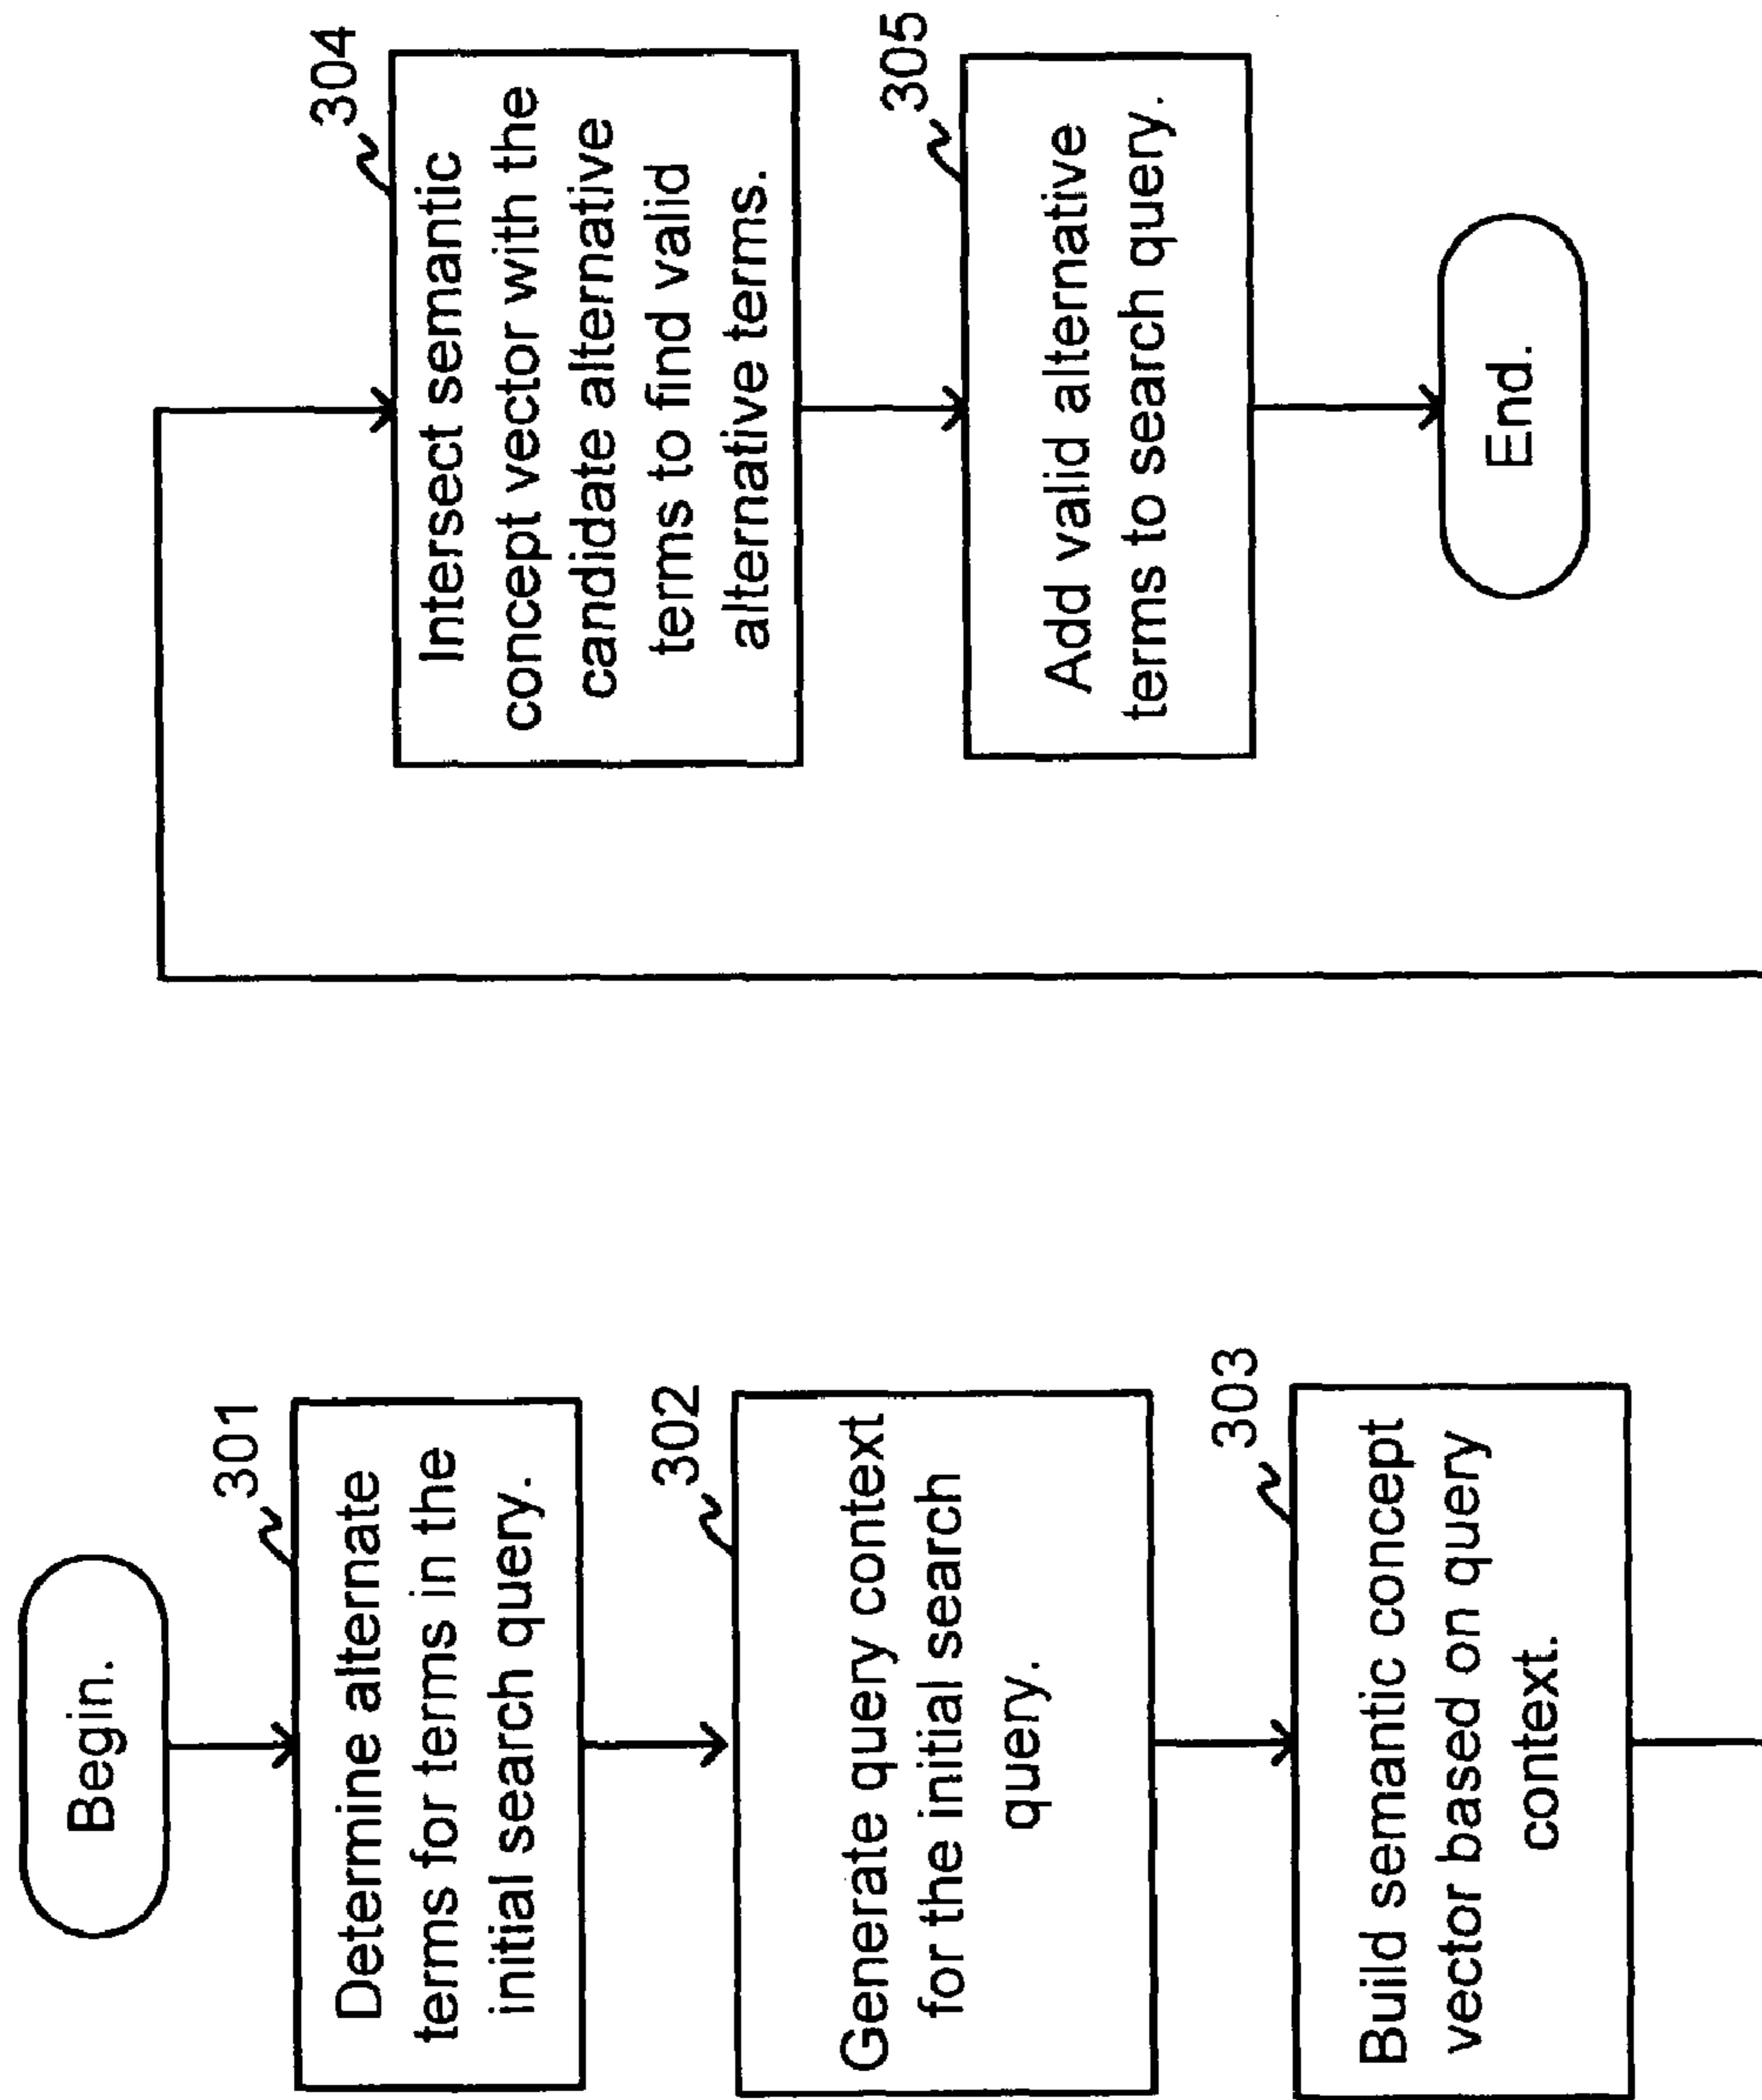 Begin.
301
Determine alternate
terms for terms in the
initial search query.
302
Generate query context
for the initial search
query.
303
Build semantic concept
vector based on query
context.
304
Intersect semantic
concept vector with the
candidate alternative
terms to find valid
alternative terms.
305
Add valid alternative
terms to search query.
End.